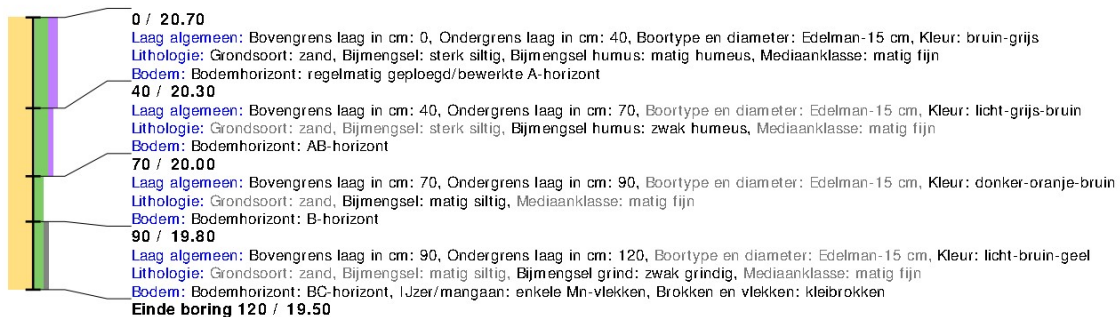 0 / 20.70
Laag algemeen: Bovengrens laag in cm: 0, Ondergrens laag in cm: 40, Boortype en diameter: Edelman-15 cm, Kleur: bruin-grijs
Lithologie: Grondsoort: zand, Bijmengsel: sterk siltig, Bijmengsel humus: matig humeus, Mediaanklasse: matig fijn
Bodem: Bodemhorizont: regelmatig geploegd/bewerkte A-horizont
40 / 20.30
Laag algemeen: Bovengrens laag in cm: 40, Ondergrens laag in cm: 70, Boortype en diameter: Edelman-15 cm, Kleur: licht-grijs-bruin
Lithologie: Grondsoort: zand, Bijmengsel: sterk siltig, Bijmengsel humus: zwak humeus, Mediaanklasse: matig fijn
Bodem: Bodemhorizont: AB-horizont
70 / 20.00
Laag algemeen: Bovengrens laag in cm: 70, Ondergrens laag in cm: 90, Boortype en diameter: Edelman-15 cm, Kleur: donker-oranje-bruin
Lithologie: Grondsoort: zand, Bijmengsel: matig siltig, Mediaanklasse: matig fijn
Bodem: Bodemhorizont: B-horizont
90 / 19.80
Laag algemeen: Bovengrens laag in cm: 90, Ondergrens laag in cm: 120, Boortype en diameter: Edelman-15 cm, Kleur: licht-bruin-geel
Lithologie: Grondsoort: zand, Bijmengsel: matig siltig, Bijmengsel grind: zwak grindig, Mediaanklasse: matig fijn
Bodem: Bodemhorizont: BC-horizont, IJzer/mangaan: enkele Mn-vlekken, Brokken en vlekken: kleibrokken
Einde boring 120 / 19.50